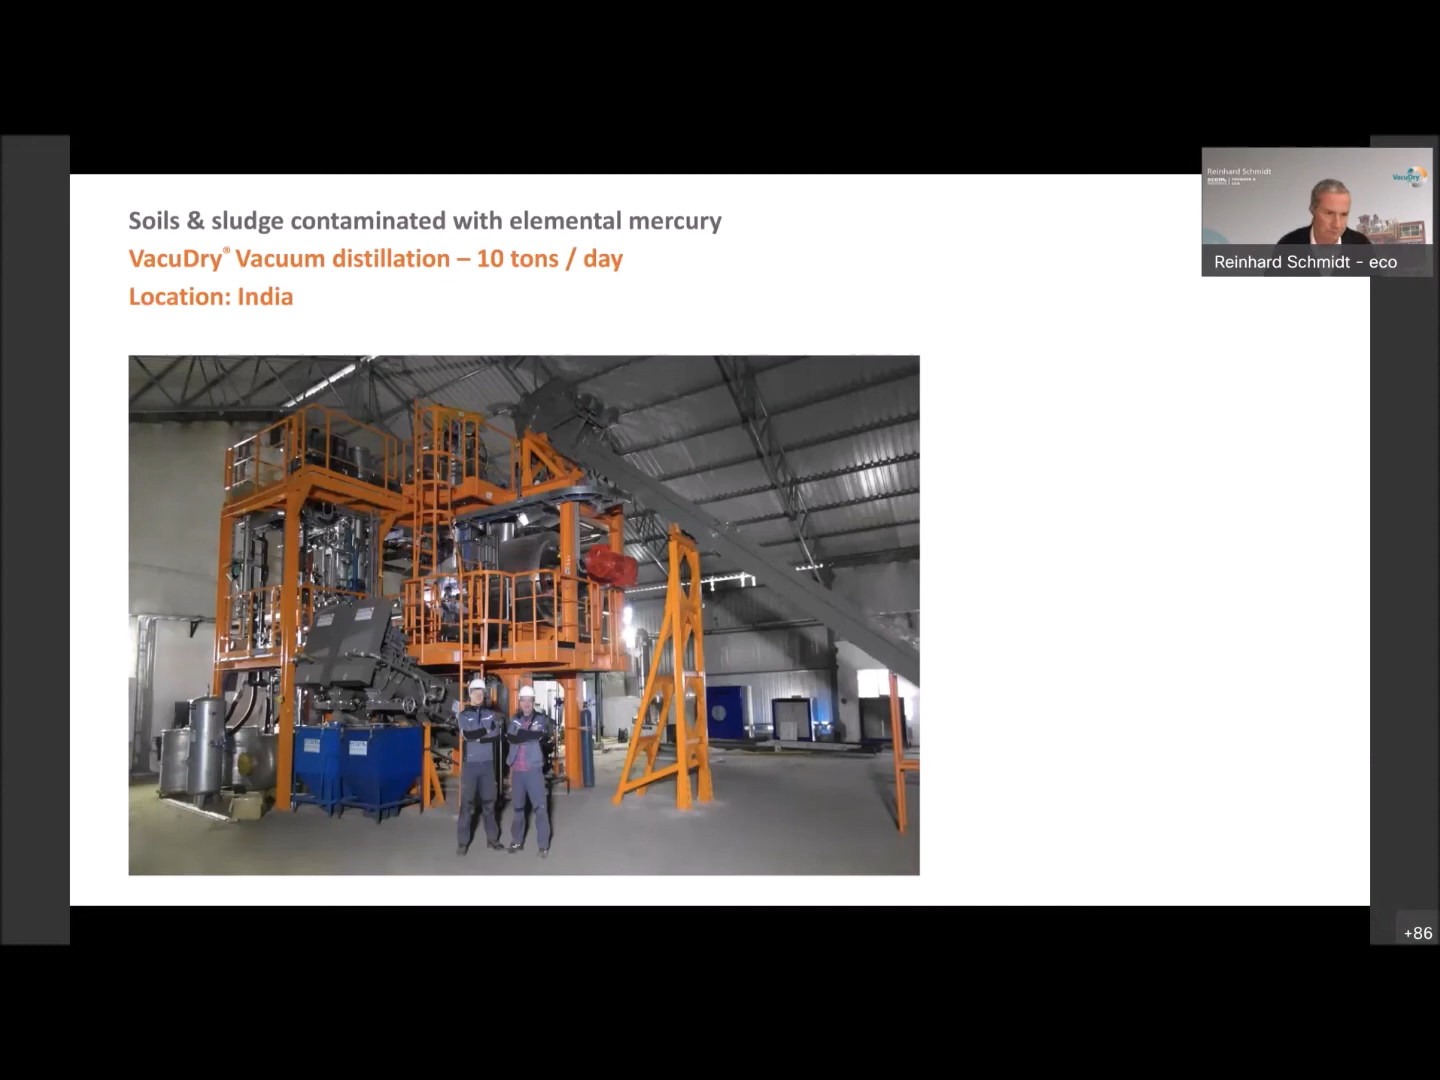 Soils & sludge contaminated with elemental mercury
VacuDry® Vacuum distillation – 10 tons / day
Location: India
Reinhard Schmidt
VacuDry
Reinhard Schmidt - eco
+86